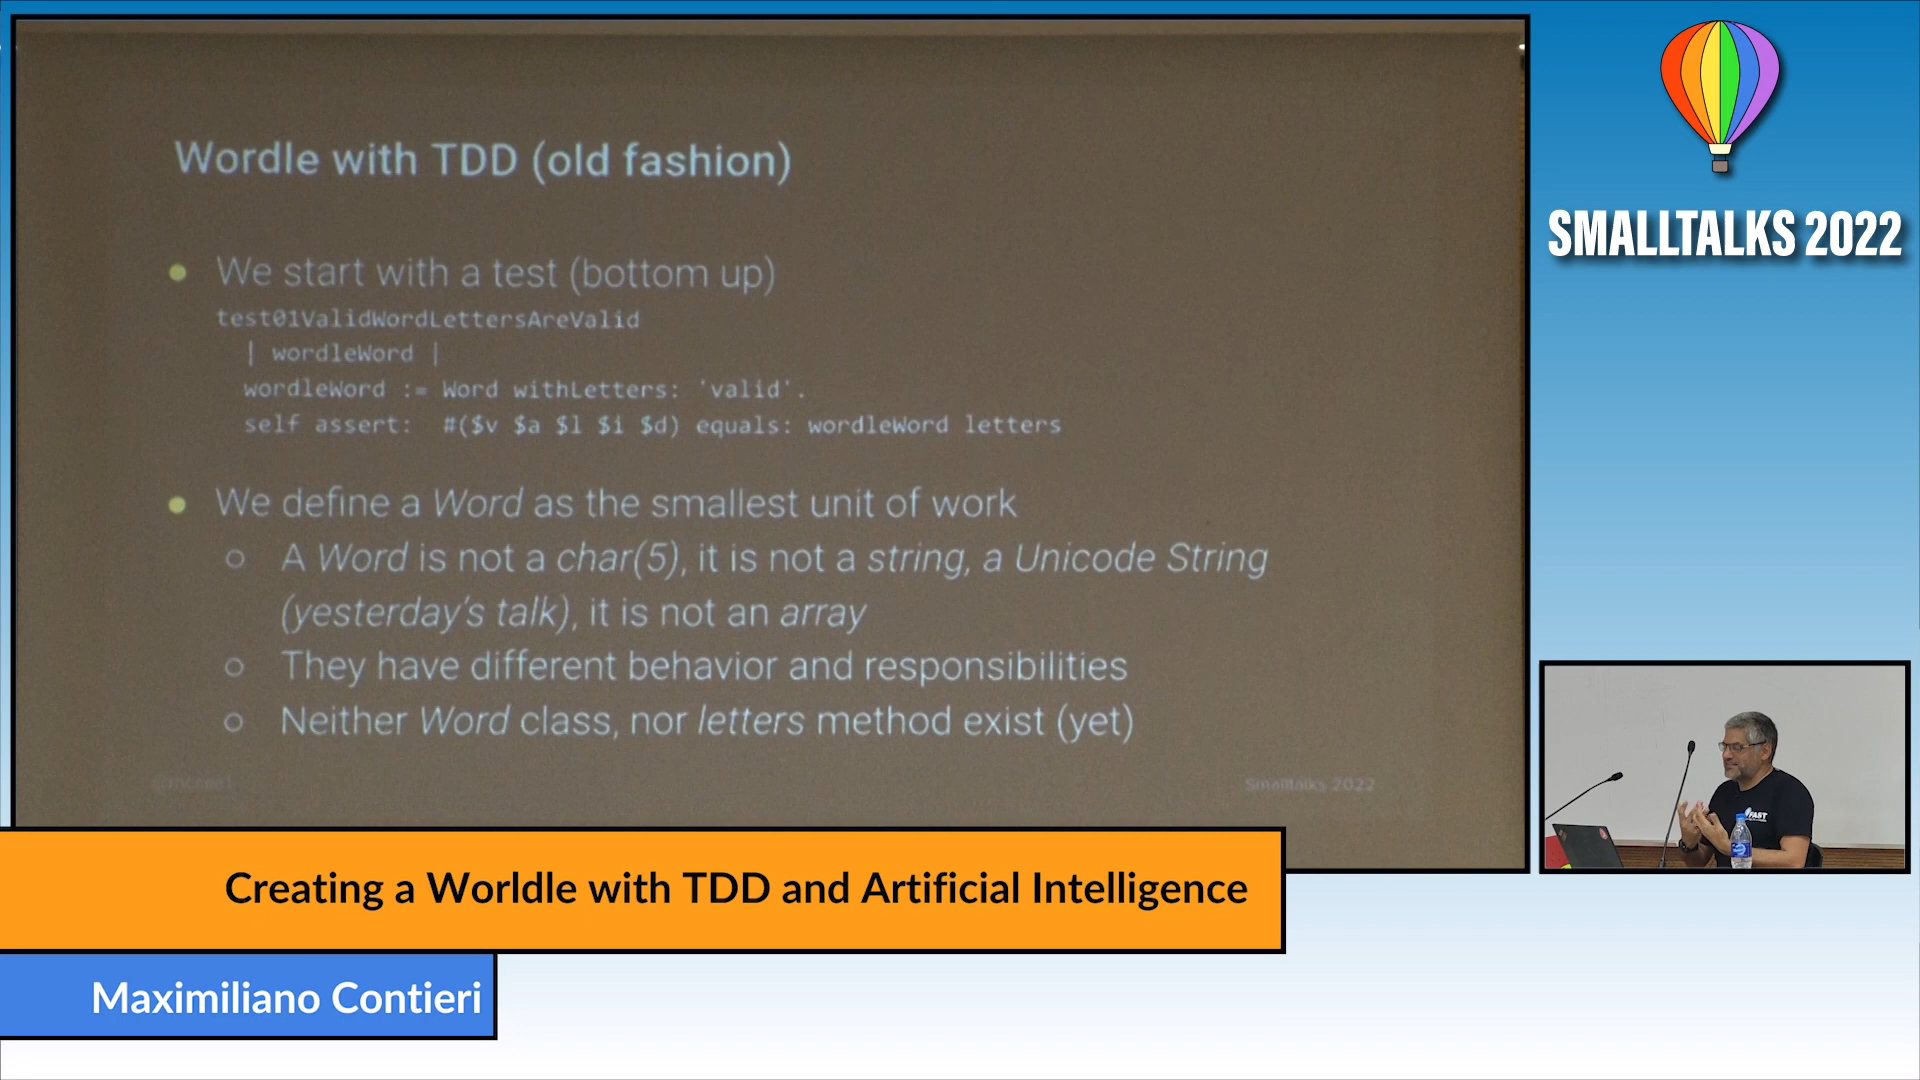 Wordle with TDD (old fashion)
● We start with a test (bottom up)
test01ValidWordLettersAreValid
| wordleWord |
wordleWord := Word withLetters: 'valid'.
self assert: #($v $a $l $i $d) equals: wordleWord letters
● We define a Word as the smallest unit of work
○ A Word is not a char(5), it is not a string, a Unicode String
(yesterday's talk), it is not an array
○ They have different behavior and responsibilities
○ Neither Word class, nor letters method exist (yet)
Smalltalks 2022
SMALLTALKS 2022
FAST
Creating a Worldle with TDD and Artificial Intelligence
Maximiliano Contieri